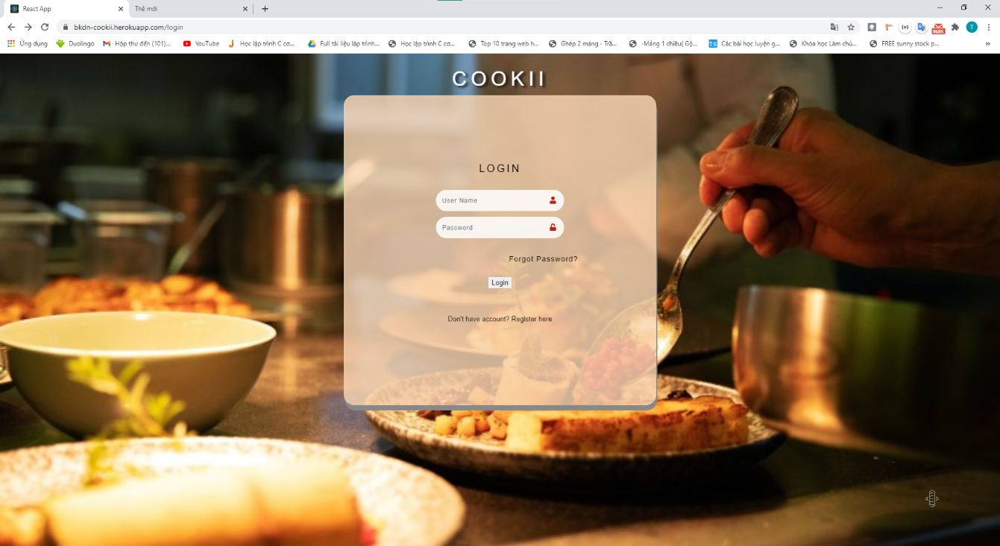 React App
Thẻ mới
bkdn-cookii.herokuapp.com/login
9685
T
Ứng dụng
Duolingo
Hộp thư đến (101)...
YouTube
Học lập trình C cơ...
Full tài liệu lập trình...
Học lập trình C cơ...
Top 10 trang web h...
Ghép 2 mảng - Trầ...
-Mảng 1 chiều( Gộ...
ts
Các bài học luyện g...
Khóa học Làm chủ...
FREE sunny stock p...
»
COOKII
LOGIN
User Name
Password
Forgot Password?
Login
Don't have account? Register here